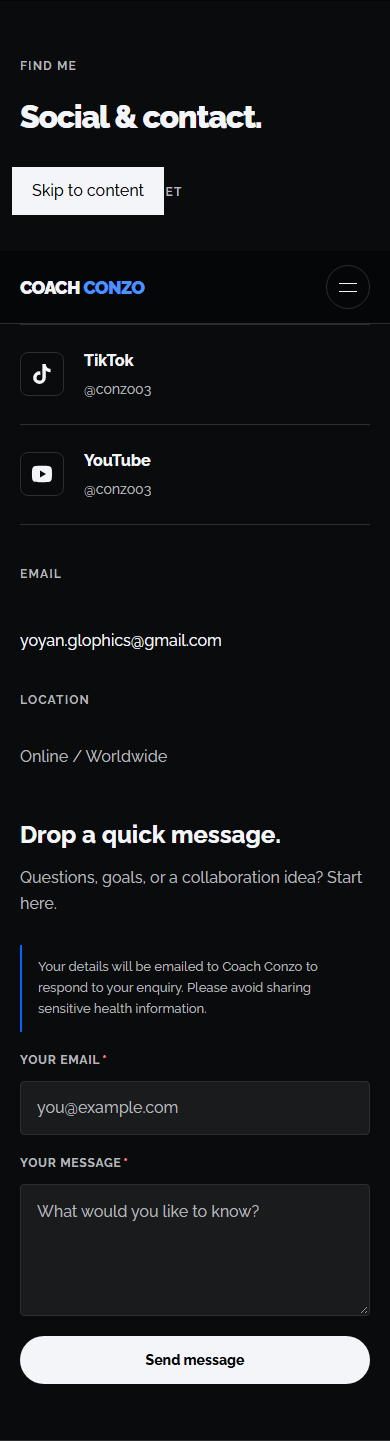 FIND ME
Social & contact.
Skip to content
ET
COACH CONZO
TikTok
@conzo03
YouTube
@conzo03
EMAIL
yoyan.glophics@gmail.com
LOCATION
Online / Worldwide
Drop a quick message.
Questions, goals, or a collaboration idea? Start
here.
Your details will be emailed to Coach Conzo to
respond to your enquiry. Please avoid sharing
sensitive health information.
YOUR EMAIL *
you@example.com
YOUR MESSAGE *
What would you like to know?
Send message